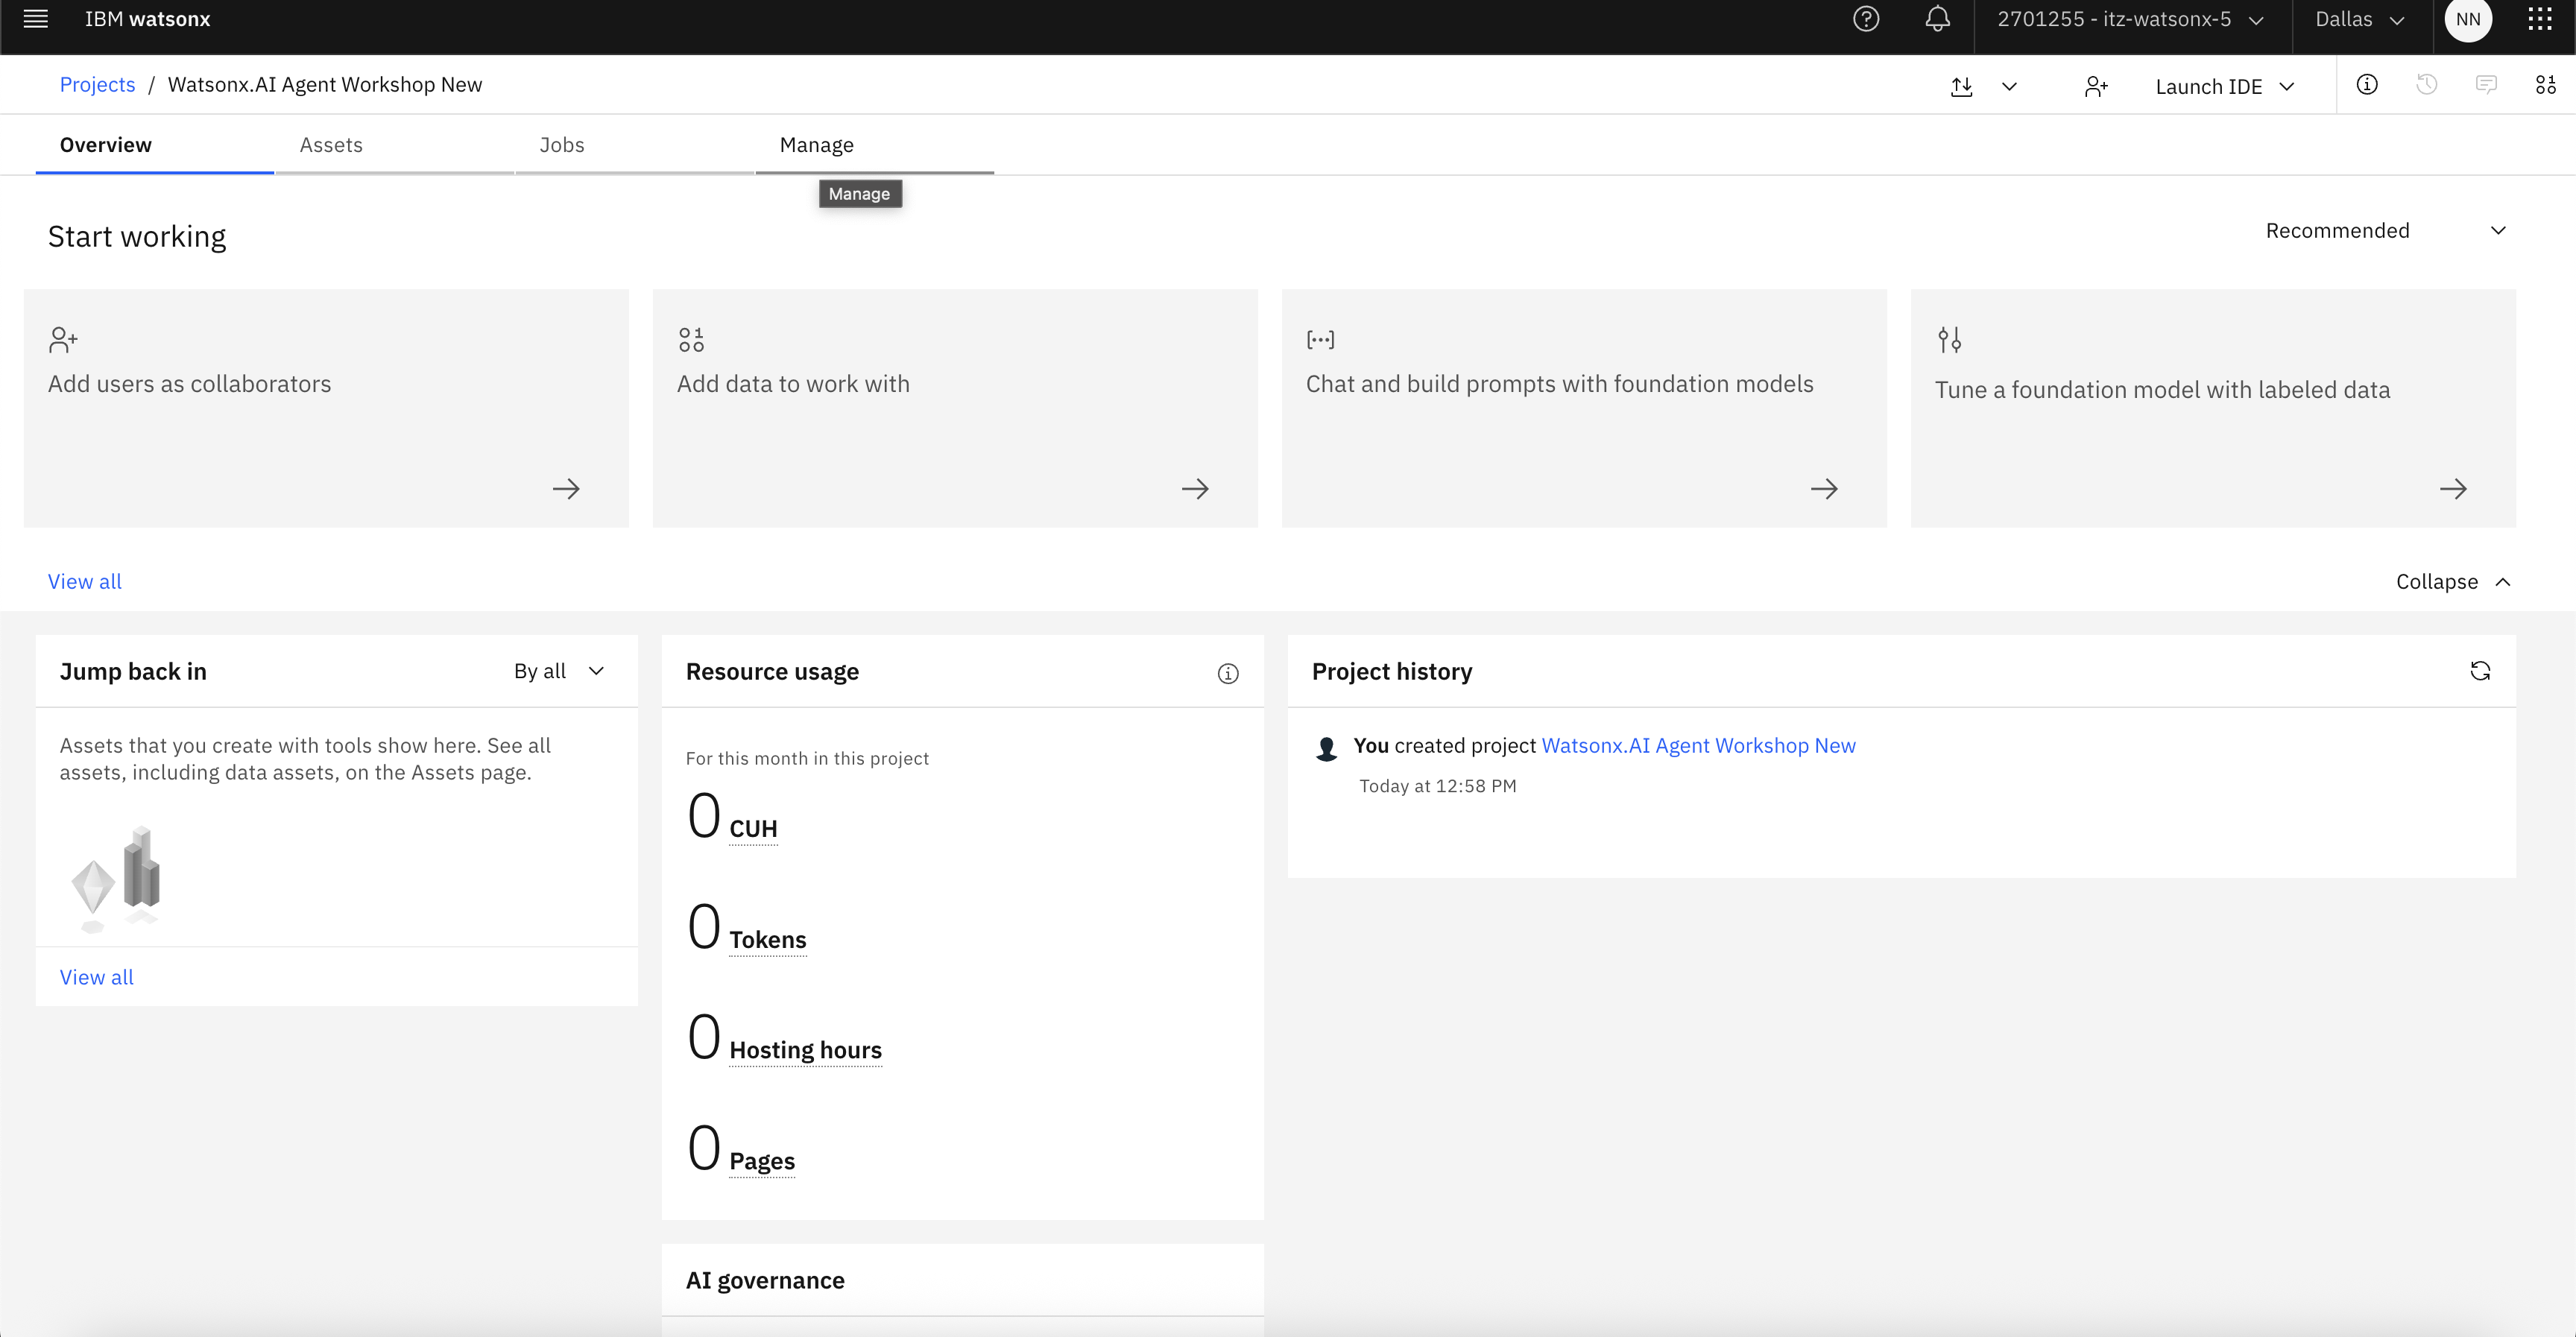 IBM watsonx
2701255 - itz-watsonx-5
Dallas
NN
Projects / Watsonx.AI Agent Workshop New
Launch IDE
Overview
Assets
Jobs
Manage
Manage
Start working
Recommended
Add users as collaborators
Add data to work with
Chat and build prompts with foundation models
Tune a foundation model with labeled data
View all
Collapse
Jump back in
By all
Assets that you create with tools show here. See all
assets, including data assets, on the Assets page.
View all
Resource usage
For this month in this project
0 CUH
0 Tokens
0 Hosting hours
0 Pages
AI governance
Project history
You created project Watsonx.AI Agent Workshop New
Today at 12:58 PM